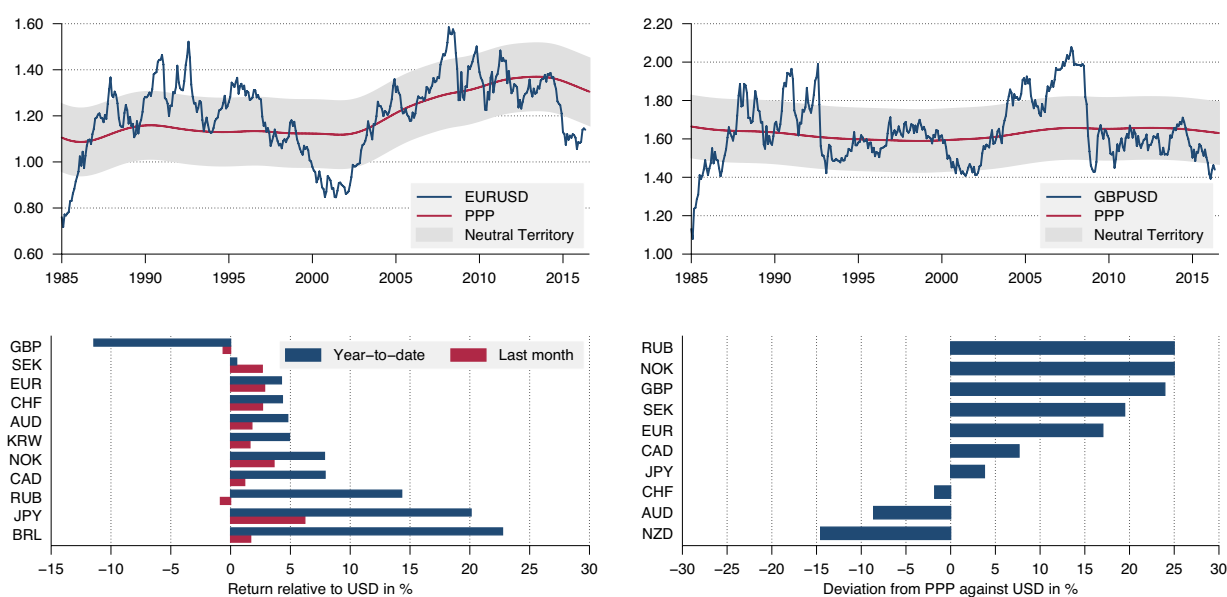 1.60
1.40
1.20
1.00
0.80
0.60
EURUSD
PPP
Neutral Territory
1985 1990 1995 2000 2005 2010 2015
2.20
2.00
1.80
1.60
1.40
1.20
1.00
GBPUSD
PPP
Neutral Territory
1985 1990 1995 2000 2005 2010 2015
Year-to-date Last month
GBP
SEK
EUR
CHF
AUD
KRW
NOK
CAD
RUB
JPY
BRL
−15 −10 −5 0 5 10 15 20 25 30
Return relative to USD in %
RUB
NOK
GBP
SEK
EUR
CAD
JPY
CHF
AUD
NZD
−30 −25 −20 −15 −10 −5 0 5 10 15 20 25 30
Deviation from PPP against USD in %